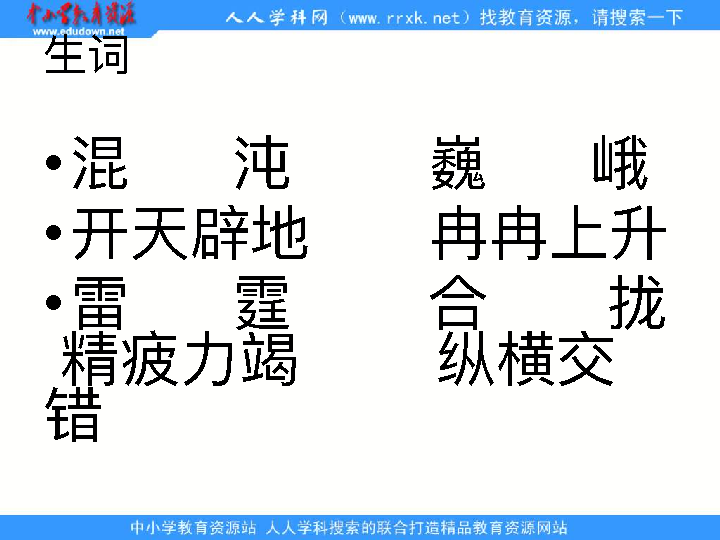 中小学教育资源
www.edudown.net
人人学科网（www.rrxk.net）找教育资源，请搜索一下
生词
•混 沌 巍 峨
•开天辟地 冉冉上升
•雷 霆 合 拢
精疲力竭 纵横交
错
中小学教育资源站 人人学科搜索的联合打造精品教育资源网站